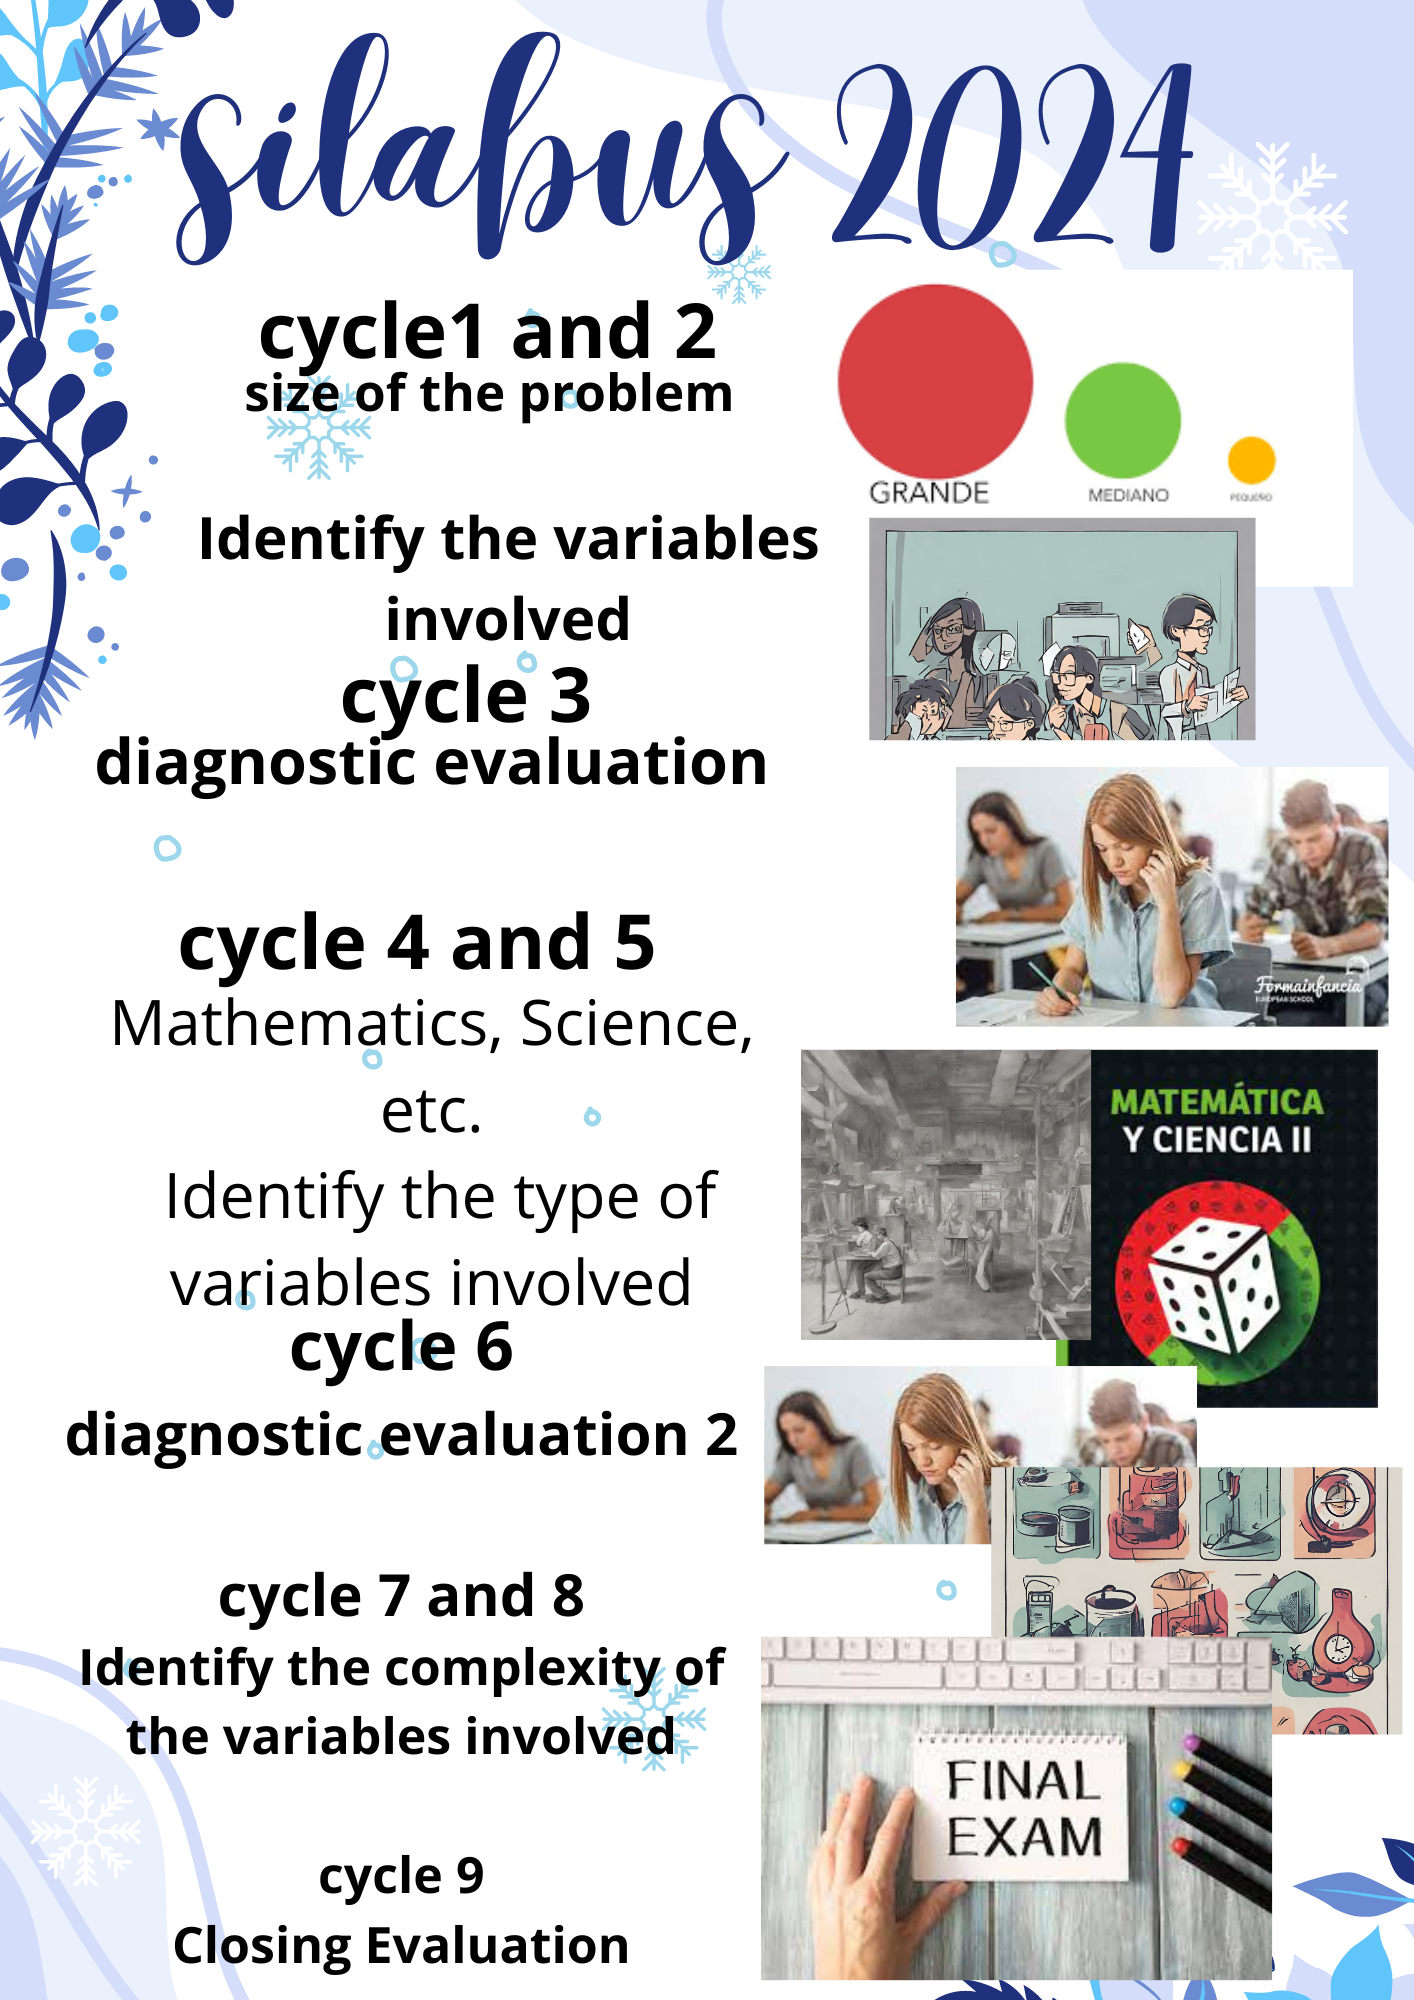 silabus 2024
cycle1 and 2
size of the problem
GRANDE
MEDIANO
PEQUEÑO
Identify the variables
involved
cycle 3
diagnostic evaluation
Formainfancia
EUROPEAN SCHOOL
cycle 4 and 5
Mathematics, Science,
etc.
Identify the type of
variables involved
MATEMÁTICA
Y CIENCIA II
cycle 6
diagnostic evaluation 2
cycle 7 and 8
Identify the complexity of
the variables involved
FINAL
EXAM
cycle 9
Closing Evaluation